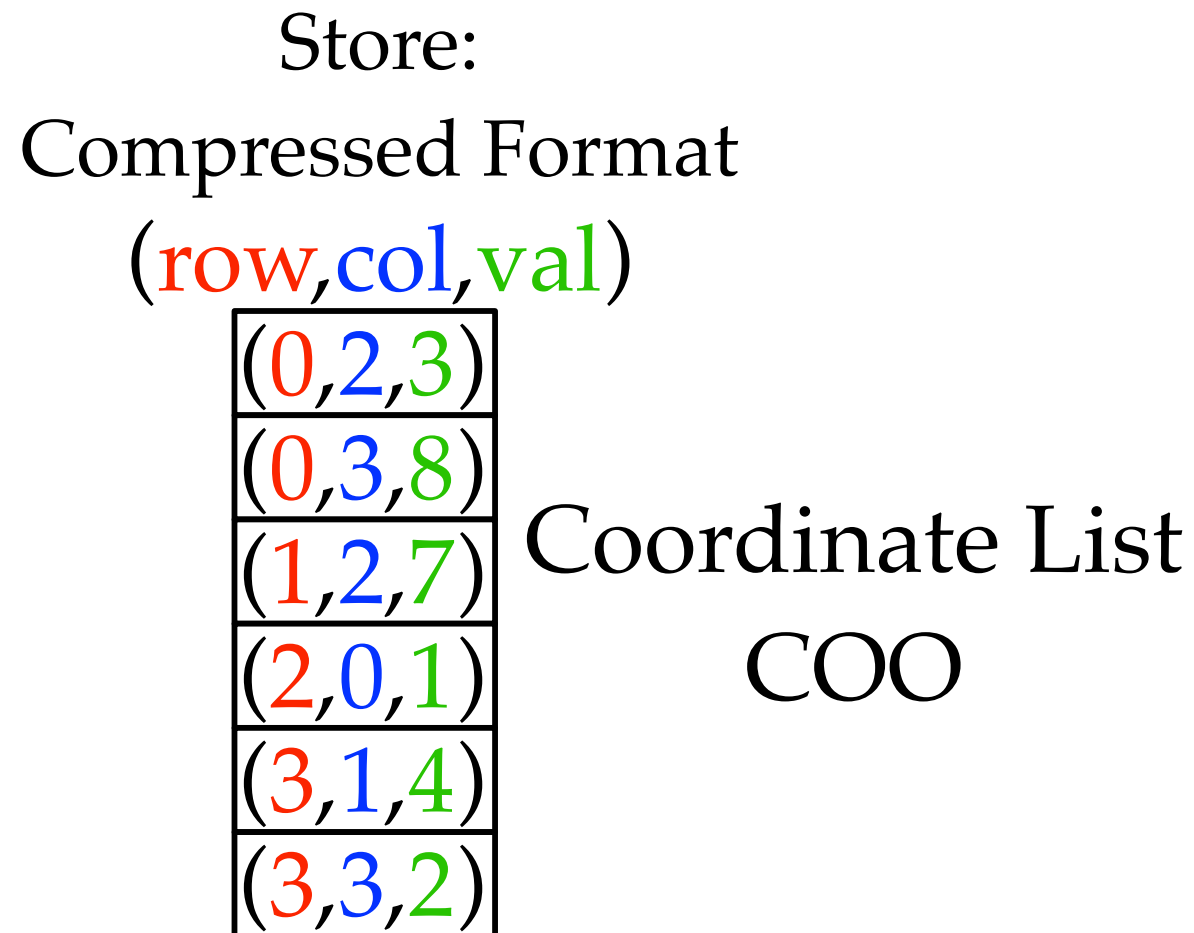 Store:
Compressed Format
(row,col,val)
(0,2,3)
(0,3,8)
(1,2,7)
(2,0,1)
(3,1,4)
(3,3,2)
Coordinate List
COO